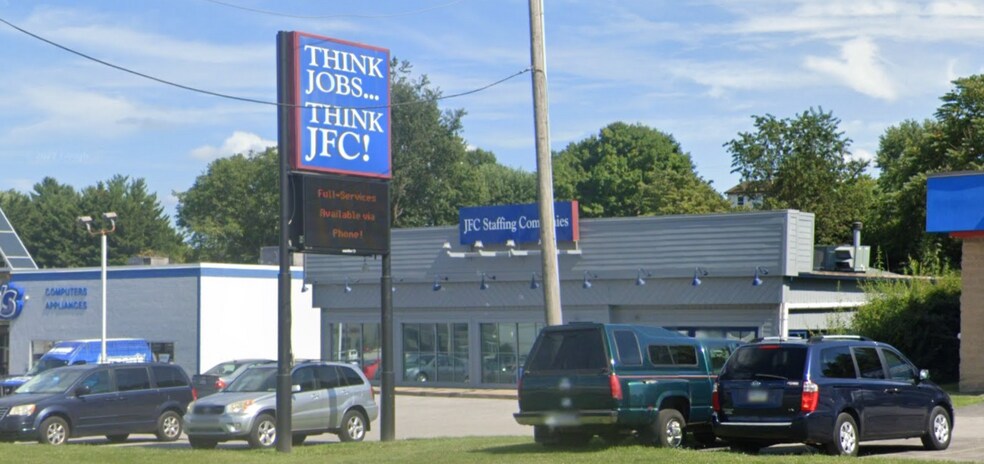 THINK
JOBS...
THINK
JFC!
Full-Services
Available via
Phone!
JFC Staffing Companies
COMPUTERS
APPLIANCES